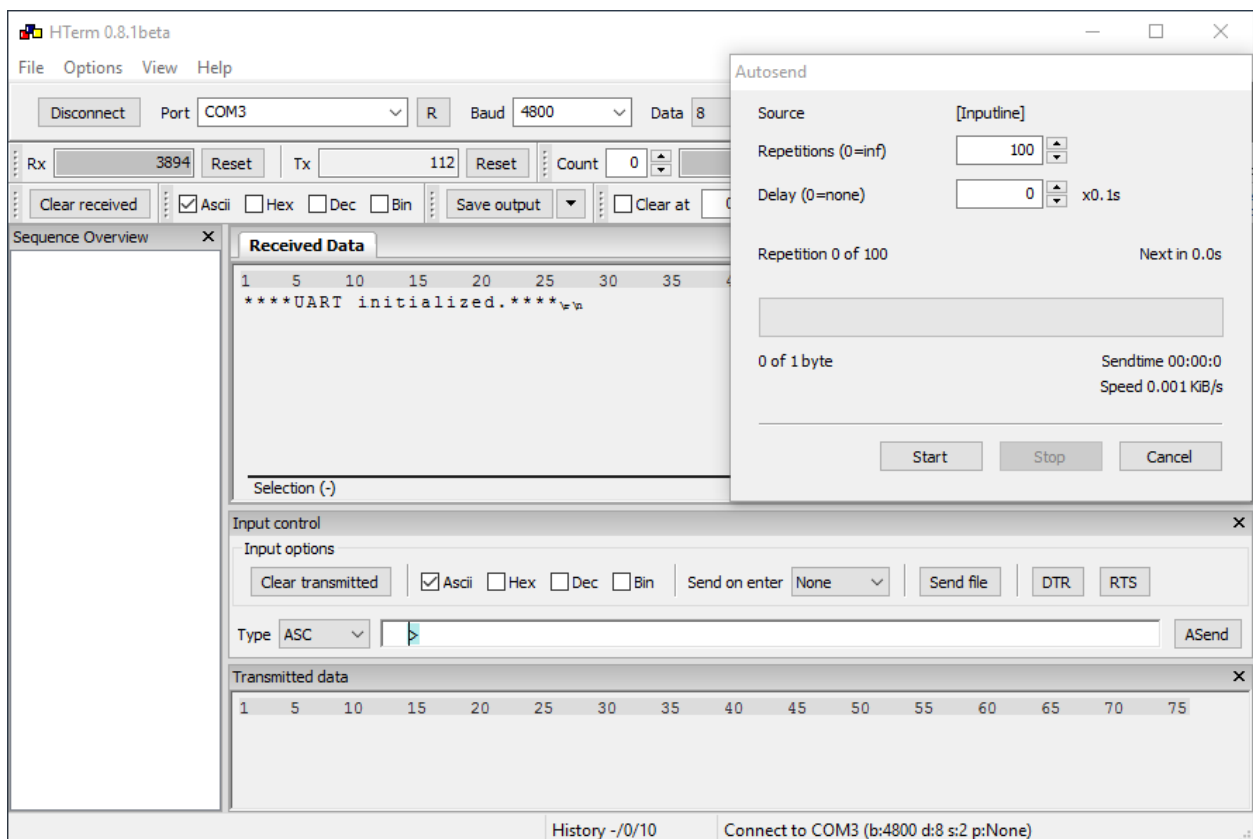 HTerm 0.8.1beta
File Options View Help
Disconnect Port COM3 R Baud 4800 Data 8
Rx 3894 Reset Tx 112 Reset Count 0
Clear received Ascii Hex Dec Bin Save output Clear at
Sequence Overview
Received Data
1 5 10 15 20 25 30 35
****UART initialized.****\r\n
Selection (-)
Autosend
Source [Inputline]
Repetitions (0=inf) 100
Delay (0=none) 0 x0.1s
Repetition 0 of 100 Next in 0.0s
0 of 1 byte Sendtime 00:00:0
Speed 0.001 KiB/s
Start Stop Cancel
Input control
Input options
Clear transmitted Ascii Hex Dec Bin Send on enter None Send file DTR RTS
Type ASC > ASend
Transmitted data
1 5 10 15 20 25 30 35 40 45 50 55 60 65 70 75
History -/0/10 Connect to COM3 (b:4800 d:8 s:2 p:None)